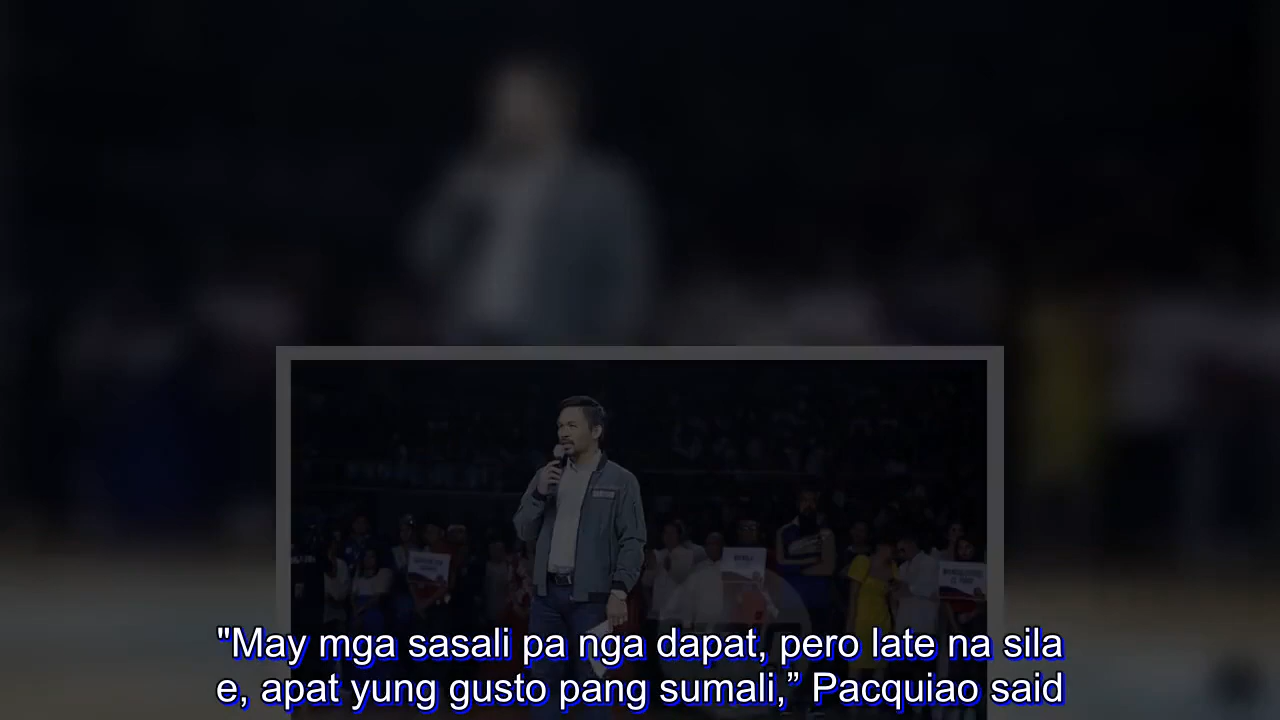 "May mga sasali pa nga dapat, pero late na sila
e, apat yung gusto pang sumali,” Pacquiao said